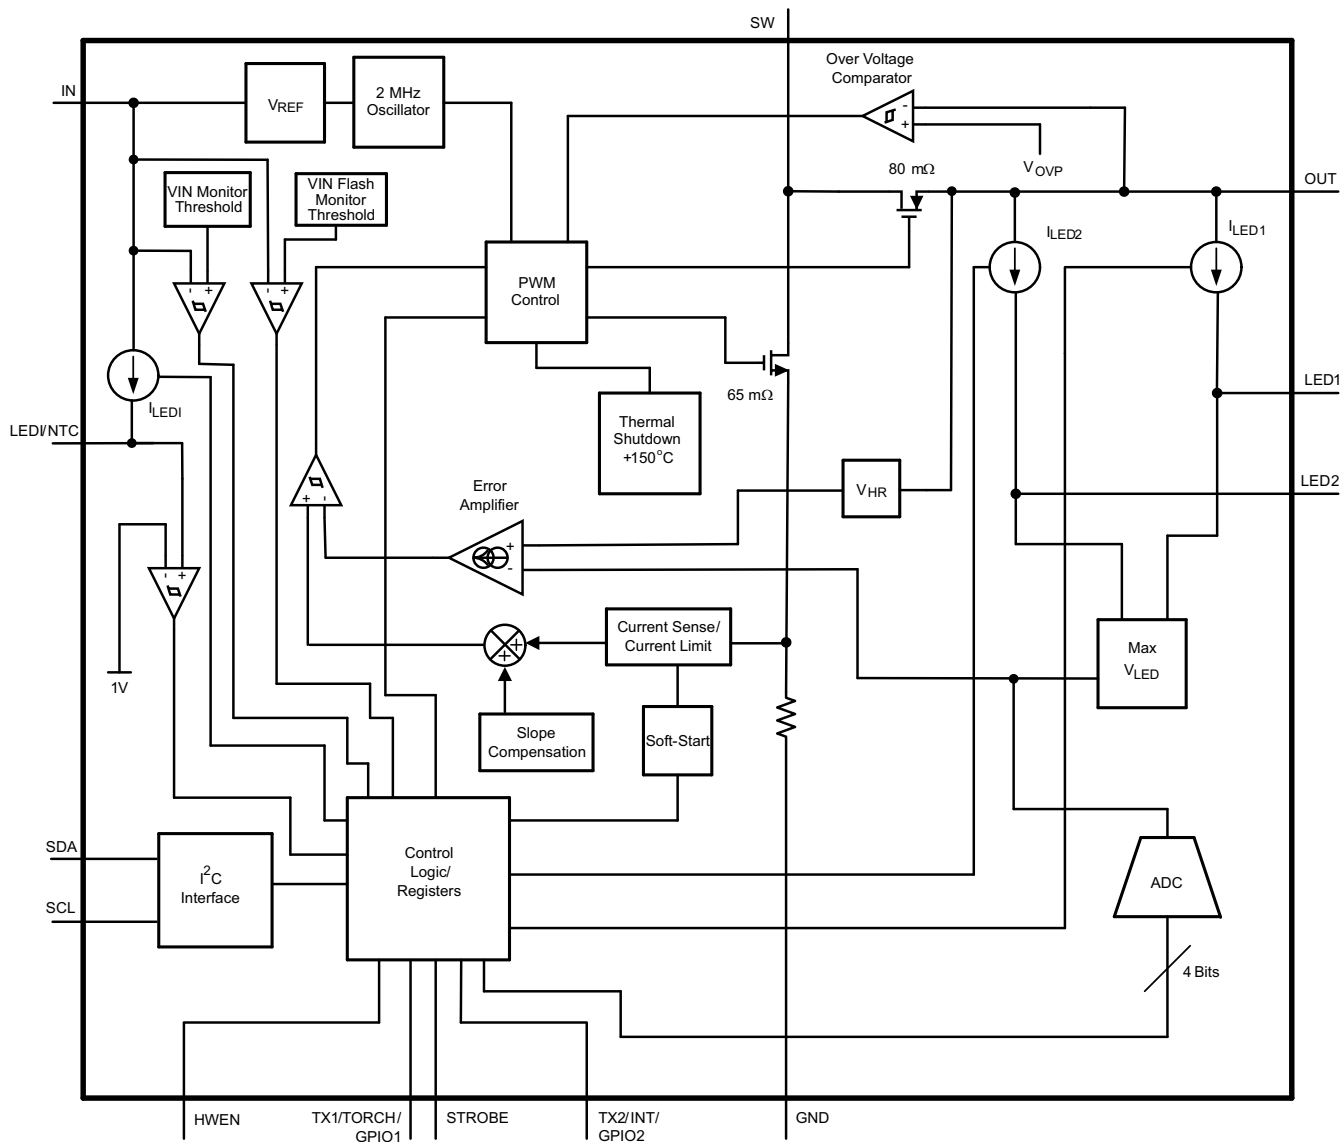 SW
Over Voltage
Comparator
IN
VREF
2 MHz
Oscillator
-
+
VOVP
80 mΩ
OUT
VIN Monitor
Threshold
VIN Flash
Monitor
Threshold
ILED2
ILED1
- +
- +
PWM
Control
LED1
65 mΩ
ILEDI
LEDI/NTC
Thermal
Shutdown
+150°C
LED2
VHR
Error
Amplifier
+ -
+
-
- +
1V
Current Sense/
Current Limit
+
+
Max
VLED
Slope
Compensation
Soft-Start
SDA
SCL
I2C
Interface
Control
Logic/
Registers
ADC
4 Bits
HWEN
TX1/TORCH/
GPIO1
STROBE
TX2/INT/
GPIO2
GND